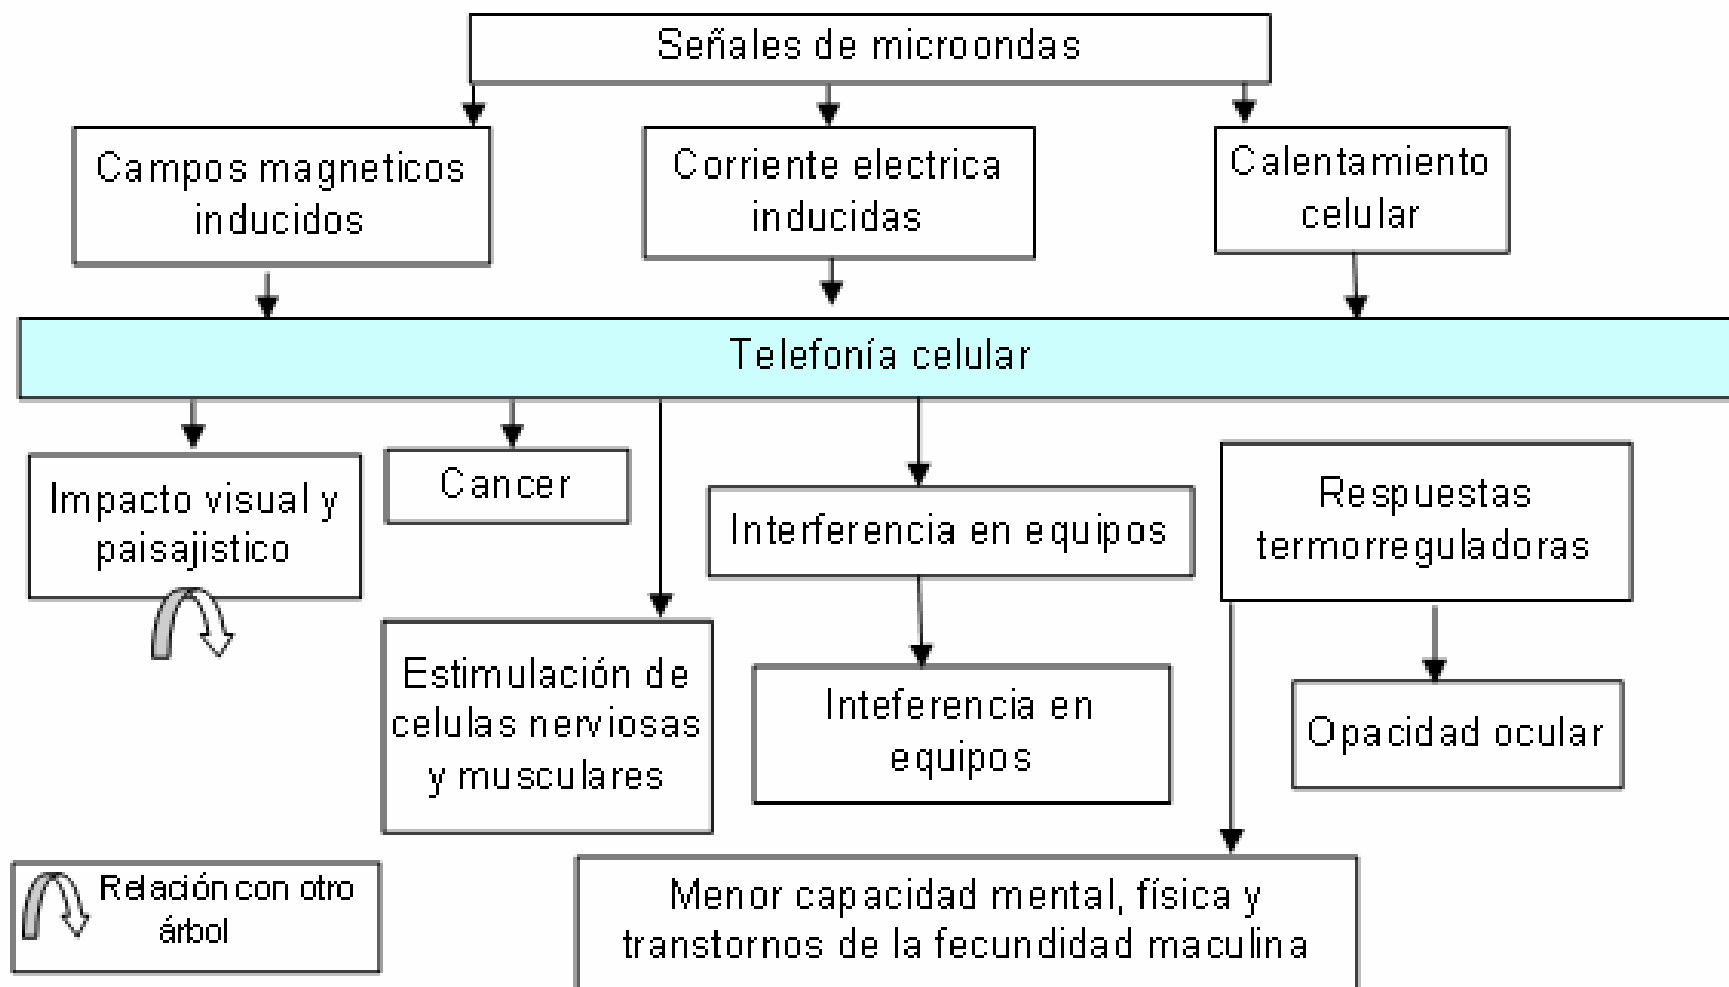 Señales de microondas
Campos magneticos
inducidos
Corriente electrica
inducidas
Calentamiento
celular
Telefonía celular
Impacto visual y
paisajistico
Cancer
Interferencia en equipos
Respuestas
termorreguladoras
Estimulación de
celulas nerviosas
y musculares
Inteferencia en
equipos
Opacidad ocular
Relación con otro
árbol
Menor capacidad mental, física y
transtornos de la fecundidad maculina